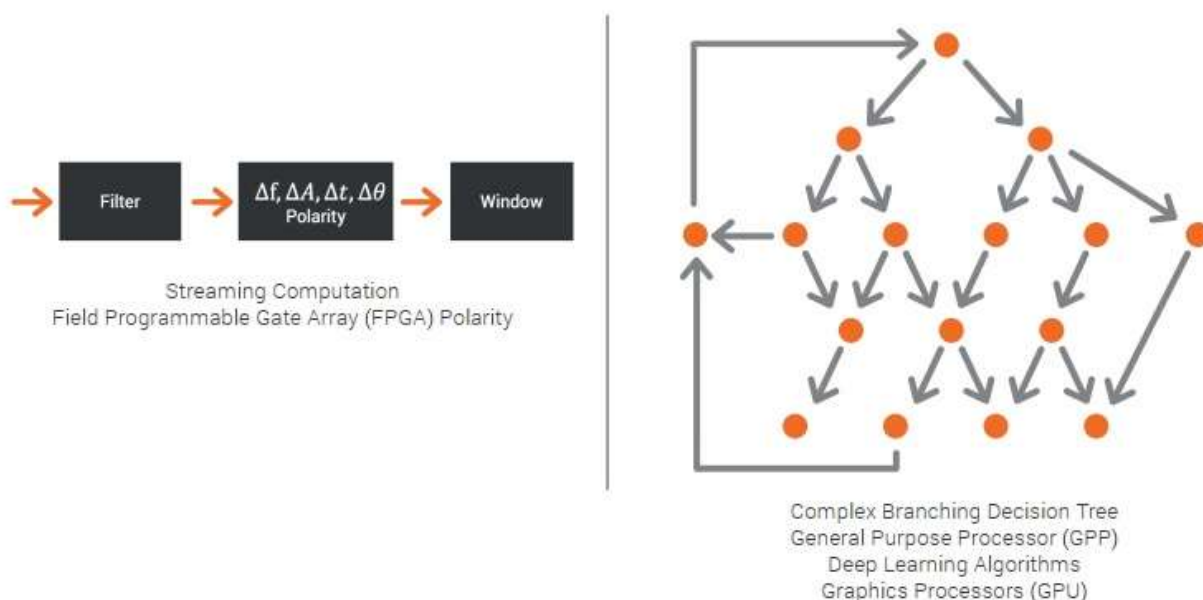 Filter
Δf, ΔA, Δt, Δθ
Polarity
Window
Streaming Computation
Field Programmable Gate Array (FPGA) Polarity
Complex Branching Decision Tree
General Purpose Processor (GPP)
Deep Learning Algorithms
Graphics Processors (GPU)